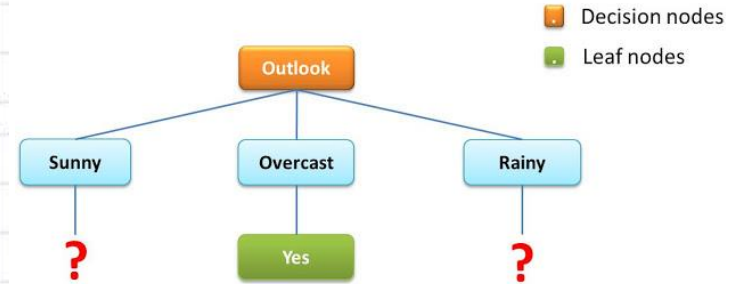 Decision nodes
Leaf nodes
Outlook
Sunny
Overcast
Rainy
?
Yes
?